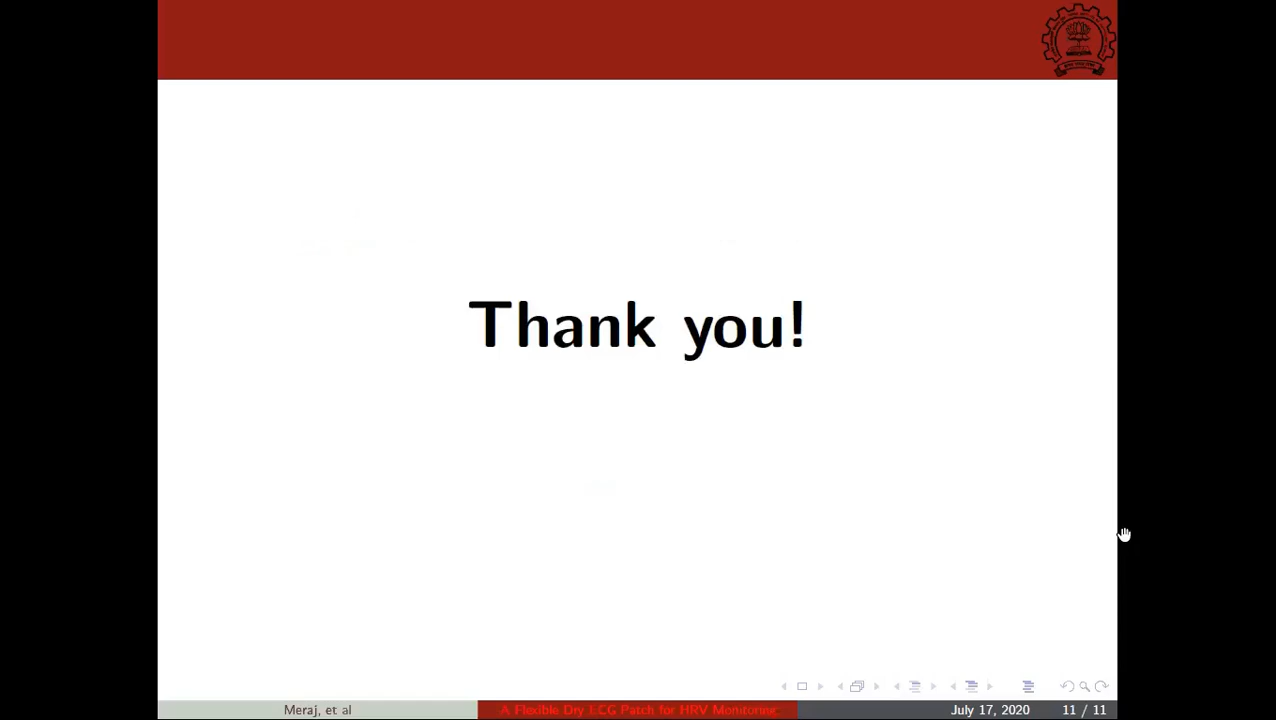 Thank you!
Meraj, et al
A Flexible Dry ECG Patch for HRV Monitoring
July 17, 2020
11 / 11